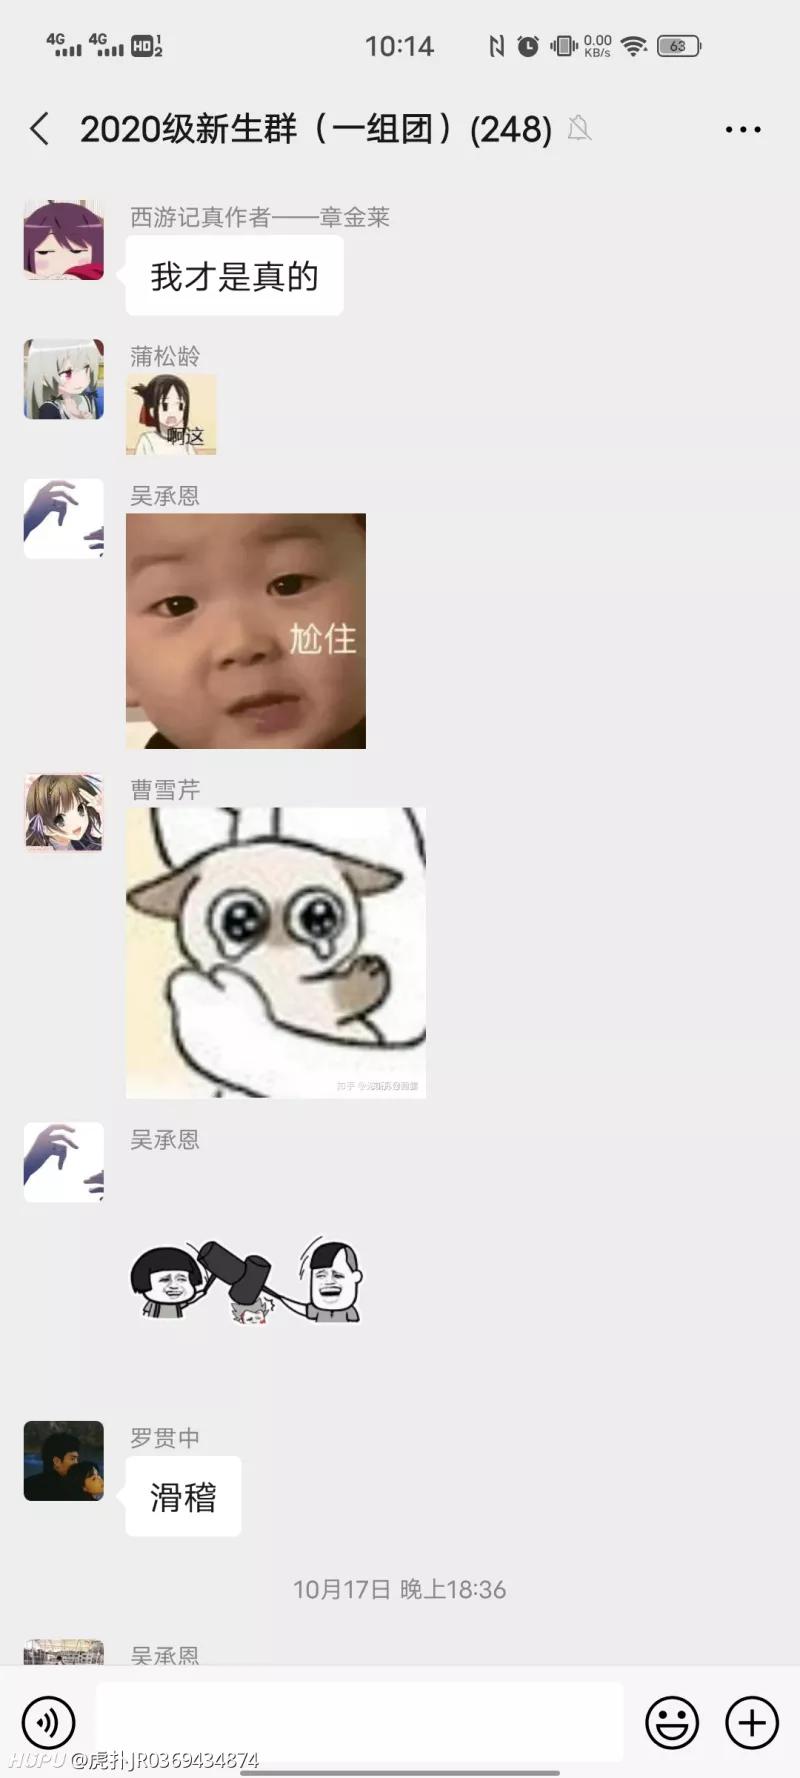 4G 4G HD 1 2 10:14 0.00 KB/s 63
2020级新生群（一组团）(248)
西游记真作者——章金莱
我才是真的
蒲松龄
啊这
吴承恩
尬住
曹雪芹
吴承恩
罗贯中
滑稽
10月17日 晚上18:36
吴承恩
HUPU @虎扑JR0369434874